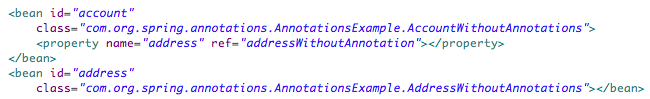 <bean id="account"
class="com.org.spring.annotations.AnnotationsExample.AccountWithoutAnnotations">
<property name="address" ref="addressWithoutAnnotation"></property>
</bean>
<bean id="address"
class="com.org.spring.annotations.AnnotationsExample.AddressWithoutAnnotations"></bean>